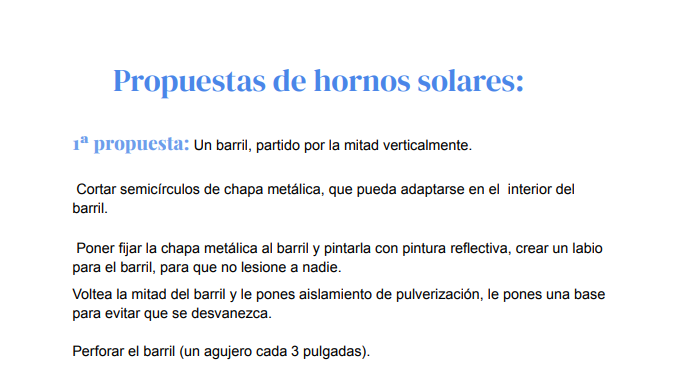 Propuestas de hornos solares:
1ª propuesta: Un barril, partido por la mitad verticalmente.
Cortar semicírculos de chapa metálica, que pueda adaptarse en el interior del
barril.
Poner fijar la chapa metálica al barril y pintarla con pintura reflectiva, crear un labio
para el barril, para que no lesione a nadie.
Voltea la mitad del barril y le pones aislamiento de pulverización, le pones una base
para evitar que se desvanezca.
Perforar el barril (un agujero cada 3 pulgadas).